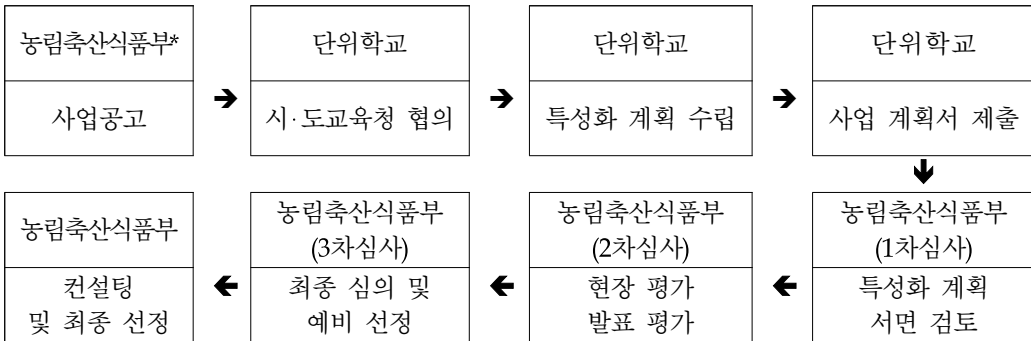 농림축산식품부*
사업공고
➔
단위학교
시·도교육청 협의
➔
단위학교
특성화 계획 수립
➔
단위학교
사업 계획서 제출
🡻
농림축산식품부
(1차심사)
특성화 계획
서면 검토
🡸
농림축산식품부
(2차심사)
현장 평가
발표 평가
🡸
농림축산식품부
(3차심사)
최종 심의 및
예비 선정
🡸
농림축산식품부
컨설팅
및 최종 선정